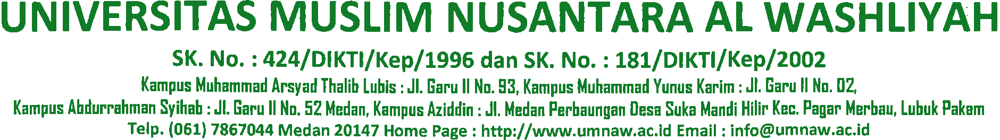 UNIVERSITAS MUSLIM NUSANTARA AL WASHLIYAH
SK. No. : 424/DIKTI/Kep/1996 dan SK. No. : 181/DIKTI/Kep/2002
Kampus Muhammad Arsyad Thalib Lubis : Jl. Garu II No. 93, Kampus Muhammad Yunus Karim : Jl. Garu II No. 02,
Kampus Abdurrahman Syihab : Jl. Garu II No. 52 Medan, Kampus Aziddin : Jl. Medan Perbaungan Desa Suka Mandi Hilir Kec. Pagar Merbau, Lubuk Pakam
Telp. (061) 7867044 Medan 20147 Home Page : http://www.umnaw.ac.id Email : info@umnaw.ac.id